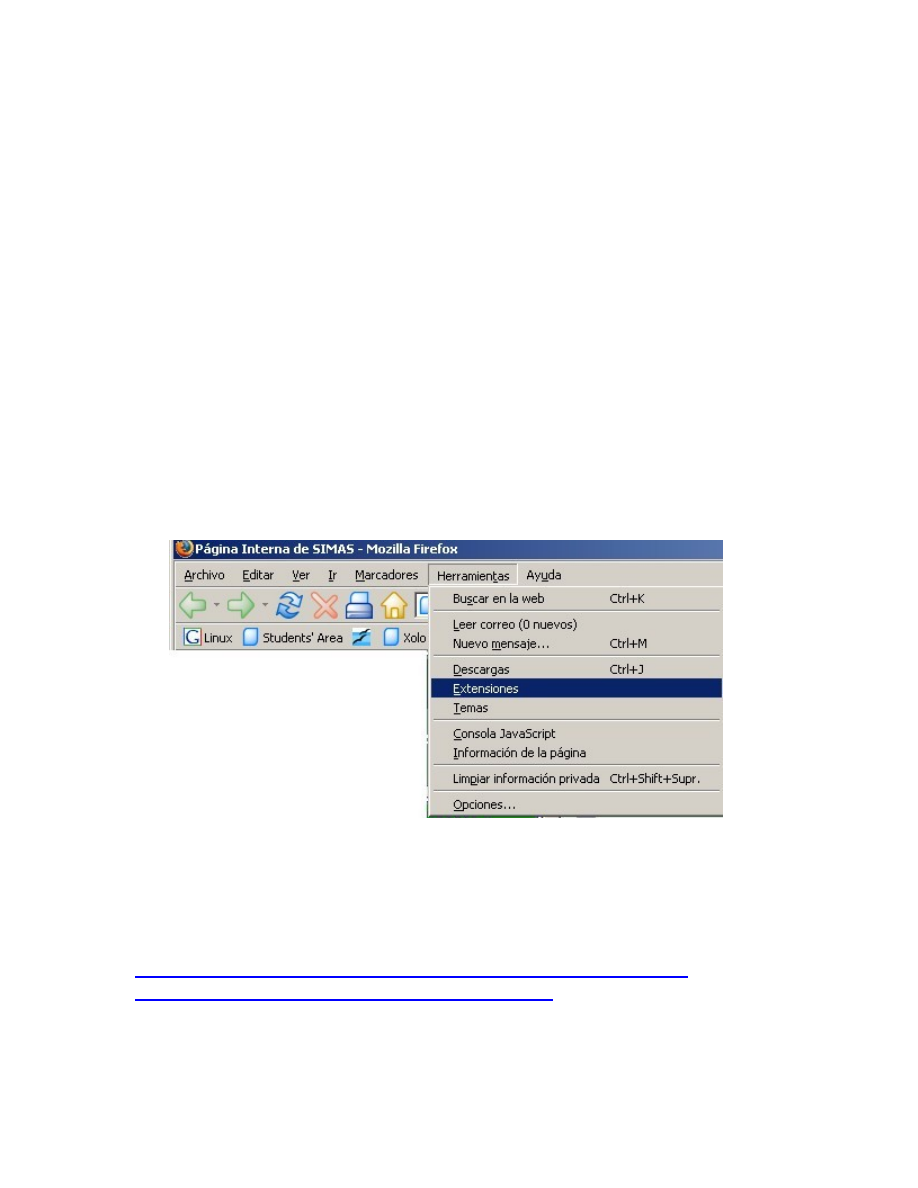 Página Interna de SIMAS - Mozilla Firefox
Archivo Editar Ver Ir Marcadores Herramientas Ayuda
Buscar en la web Ctrl+K
Leer correo (0 nuevos)
Nuevo mensaje... Ctrl+M
Linux Students' Area Xolo
Descargas Ctrl+J
Extensiones
Temas
Consola JavaScript
Información de la página
Limpiar información privada Ctrl+Shift+Supr.
Opciones...